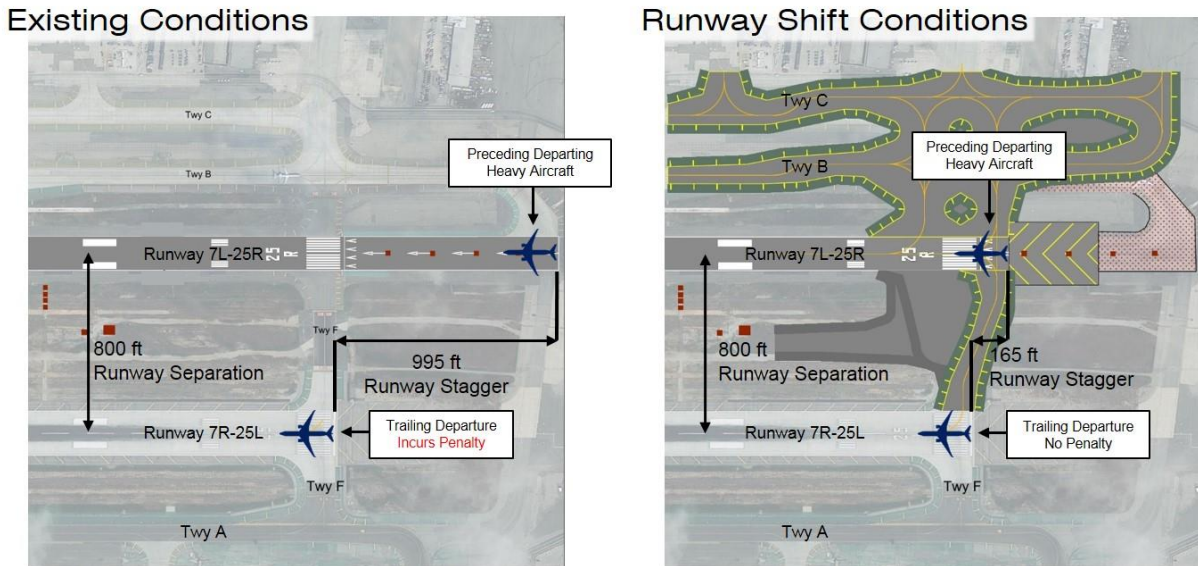 Existing Conditions
Twy C
Twy B
Preceding Departing
Heavy Aircraft
Runway 7L-25R
25
R
Twy F
800 ft
Runway Separation
995 ft
Runway Stagger
Runway 7R-25L
Trailing Departure
Incurs Penalty
Twy F
Twy A
Runway Shift Conditions
Twy C
Twy B
Preceding Departing
Heavy Aircraft
Runway 7L-25R
25
R
800 ft
Runway Separation
165 ft
Runway Stagger
Runway 7R-25L
Trailing Departure
No Penalty
Twy F
Twy A